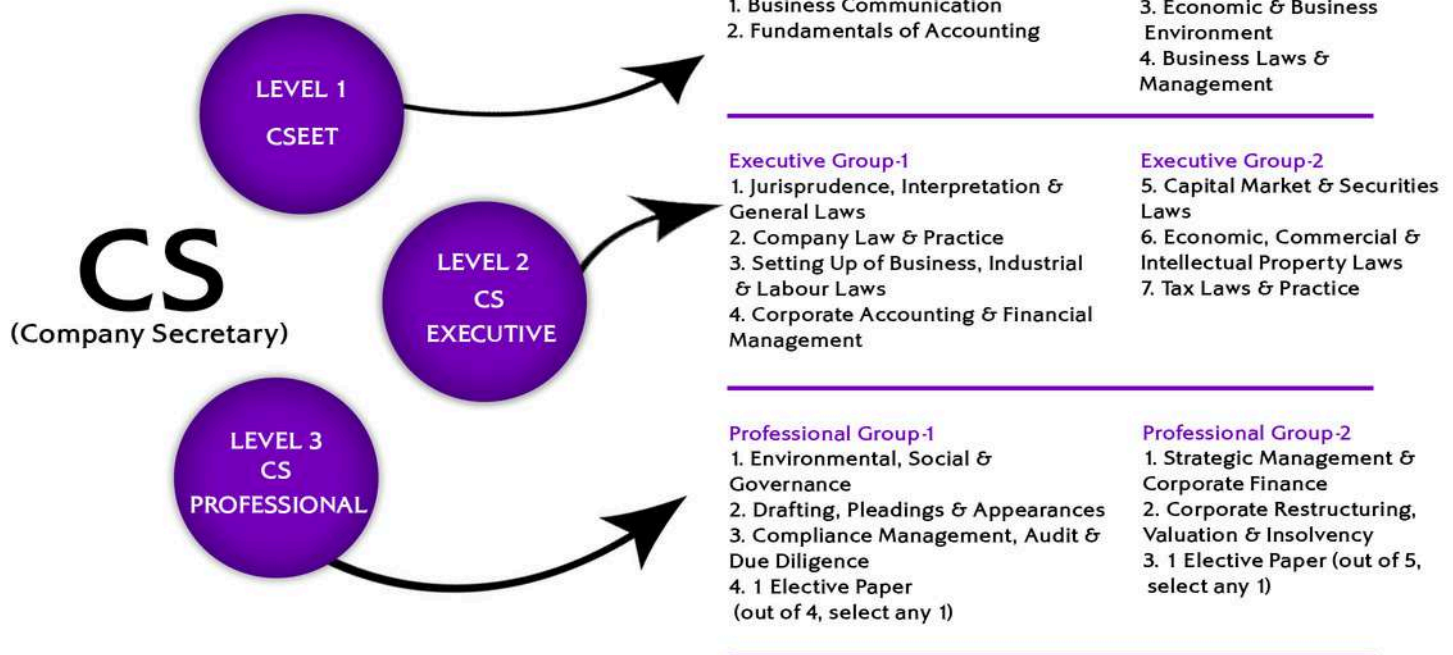 CS
(Company Secretary)
LEVEL 1
CSEET
1. Business Communication
2. Fundamentals of Accounting
3. Economic & Business
Environment
4. Business Laws &
Management
LEVEL 2
CS
EXECUTIVE
Executive Group-1
1. Jurisprudence, Interpretation &
General Laws
2. Company Law & Practice
3. Setting Up of Business, Industrial
& Labour Laws
4. Corporate Accounting & Financial
Management
Executive Group-2
5. Capital Market & Securities
Laws
6. Economic, Commercial &
Intellectual Property Laws
7. Tax Laws & Practice
LEVEL 3
CS
PROFESSIONAL
Professional Group-1
1. Environmental, Social &
Governance
2. Drafting, Pleadings & Appearances
3. Compliance Management, Audit &
Due Diligence
4. 1 Elective Paper
(out of 4, select any 1)
Professional Group-2
1. Strategic Management &
Corporate Finance
2. Corporate Restructuring,
Valuation & Insolvency
3. 1 Elective Paper (out of 5,
select any 1)